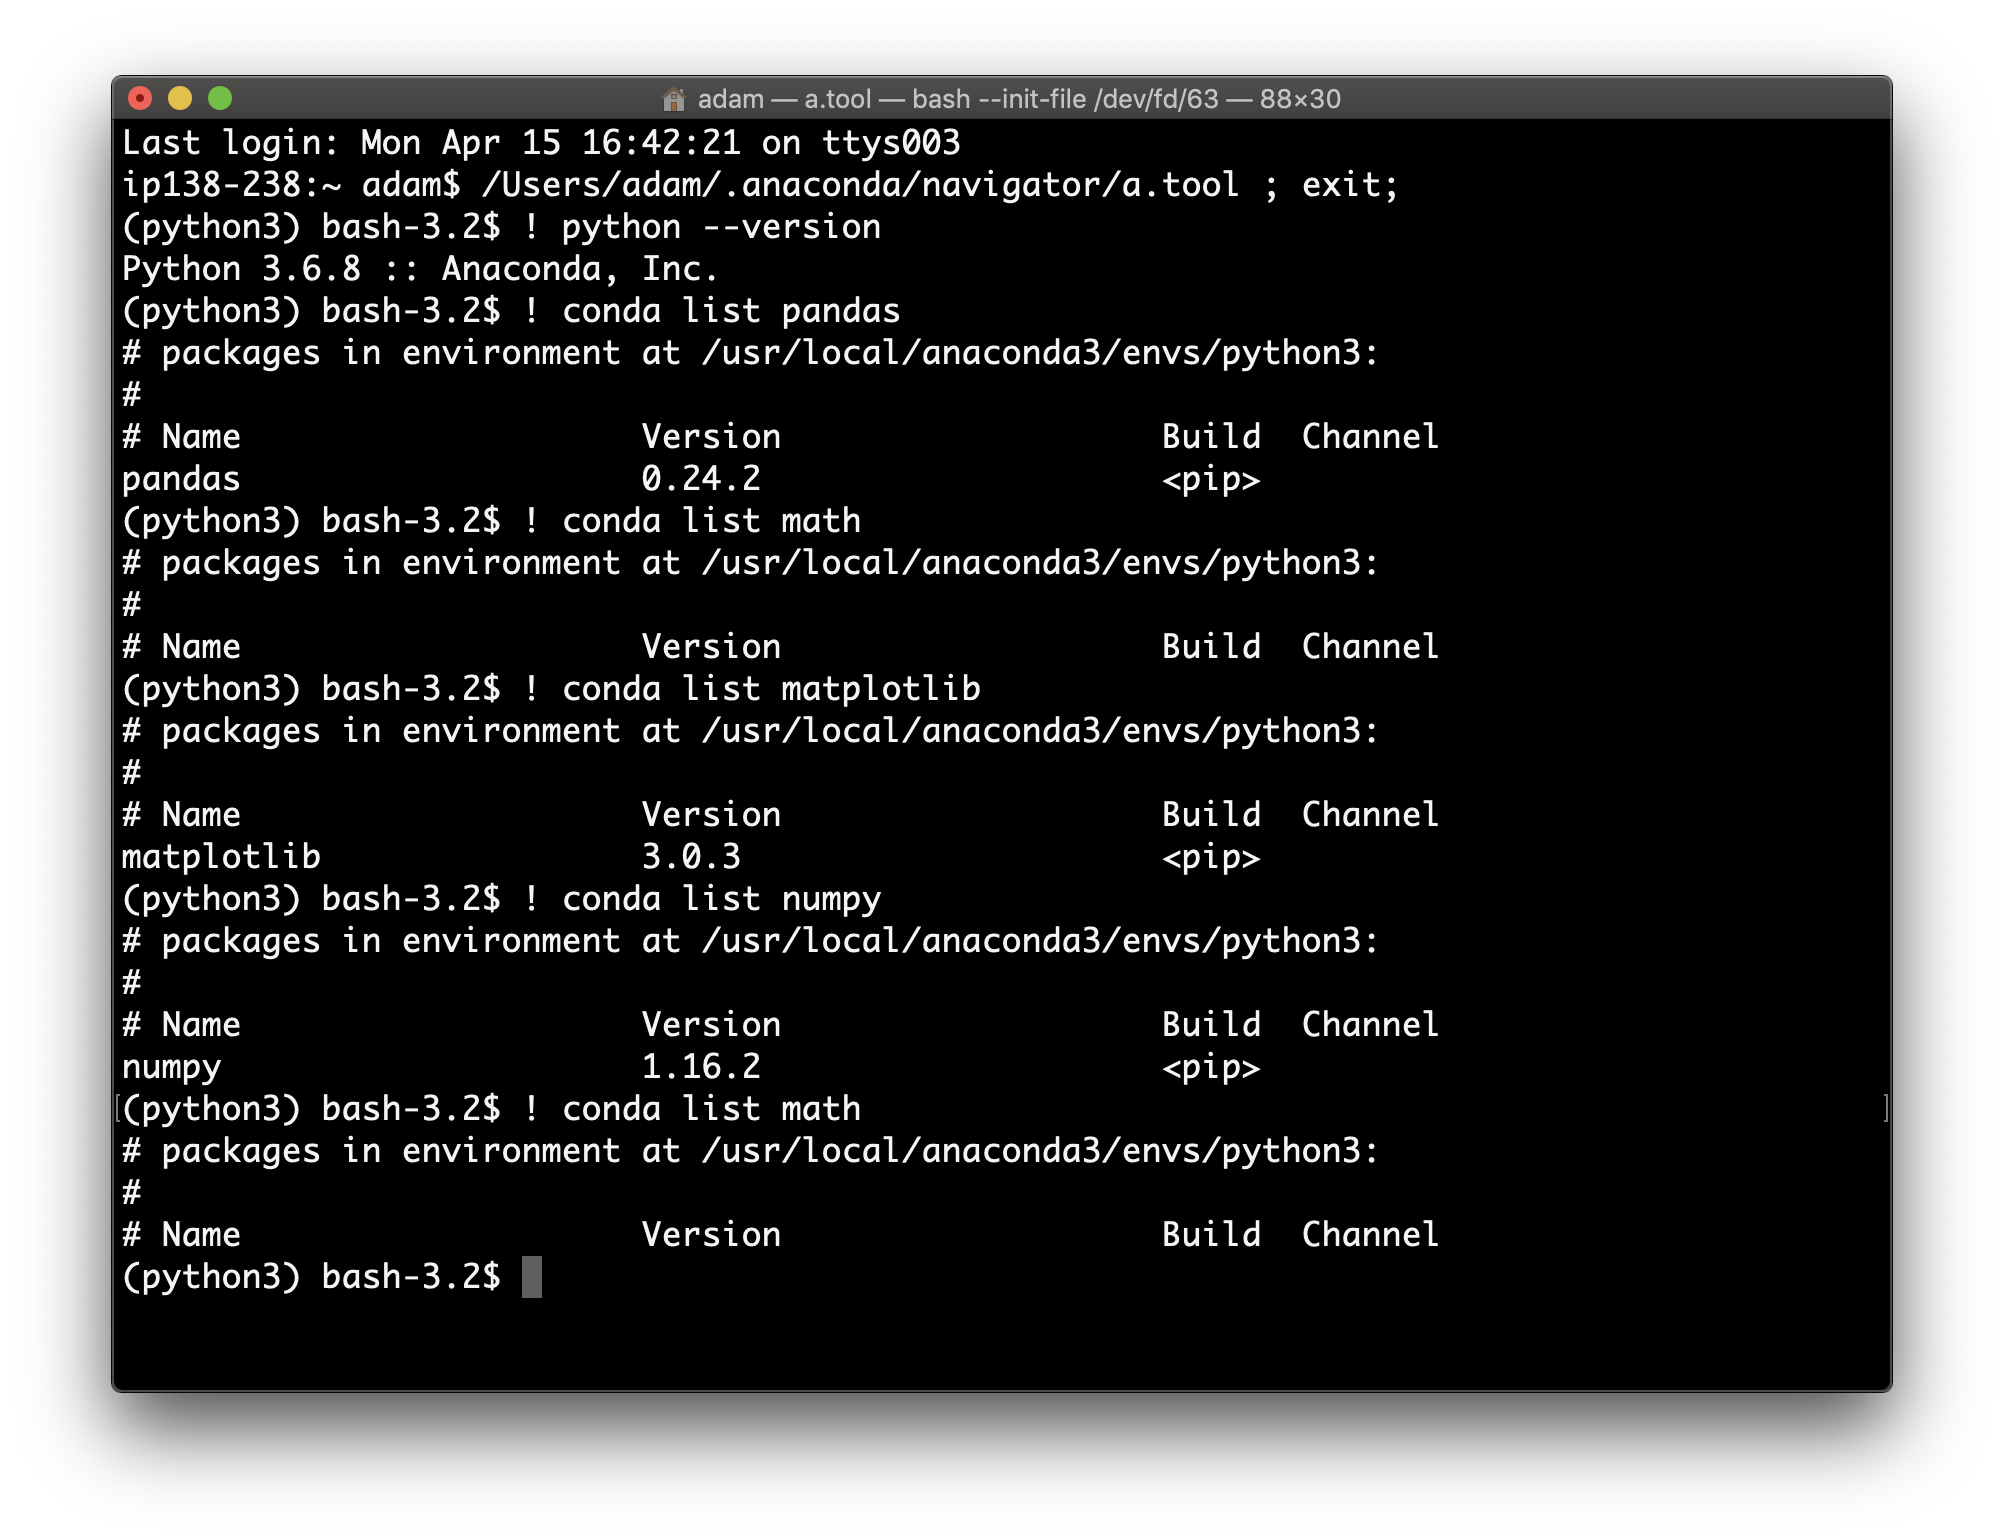 adam — a.tool — bash --init-file /dev/fd/63 — 88×30
Last login: Mon Apr 15 16:42:21 on ttys003
ip138-238:~ adam$ /Users/adam/.anaconda/navigator/a.tool ; exit;
(python3) bash-3.2$ ! python --version
Python 3.6.8 :: Anaconda, Inc.
(python3) bash-3.2$ ! conda list pandas
# packages in environment at /usr/local/anaconda3/envs/python3:
#
# Name                    Version                   Build  Channel
pandas                    0.24.2                    <pip>
(python3) bash-3.2$ ! conda list math
# packages in environment at /usr/local/anaconda3/envs/python3:
#
# Name                    Version                   Build  Channel
(python3) bash-3.2$ ! conda list matplotlib
# packages in environment at /usr/local/anaconda3/envs/python3:
#
# Name                    Version                   Build  Channel
matplotlib                3.0.3                     <pip>
(python3) bash-3.2$ ! conda list numpy
# packages in environment at /usr/local/anaconda3/envs/python3:
#
# Name                    Version                   Build  Channel
numpy                     1.16.2                    <pip>
[(python3) bash-3.2$ ! conda list math ]
# packages in environment at /usr/local/anaconda3/envs/python3:
#
# Name                    Version                   Build  Channel
(python3) bash-3.2$